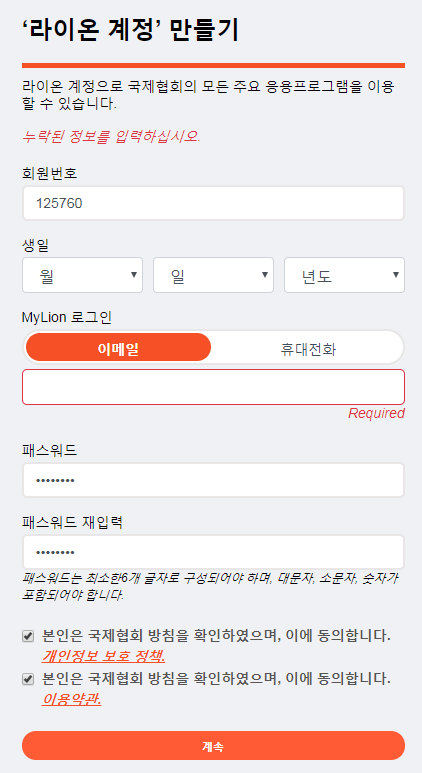 ‘라이온 계정’ 만들기
라이온 계정으로 국제협회의 모든 주요 응용프로그램을 이용
할 수 있습니다.
누락된 정보를 입력하십시오.
회원번호
125760
생일
월 일 년도
MyLion 로그인
이메일 휴대전화
Required
패스워드
••••••••
패스워드 재입력
••••••••
패스워드는 최소한6개 글자로 구성되어야 하며, 대문자, 소문자, 숫자가
포함되어야 합니다.
본인은 국제협회 방침을 확인하였으며, 이에 동의합니다.
개인정보 보호 정책.
본인은 국제협회 방침을 확인하였으며, 이에 동의합니다.
이용약관.
계속